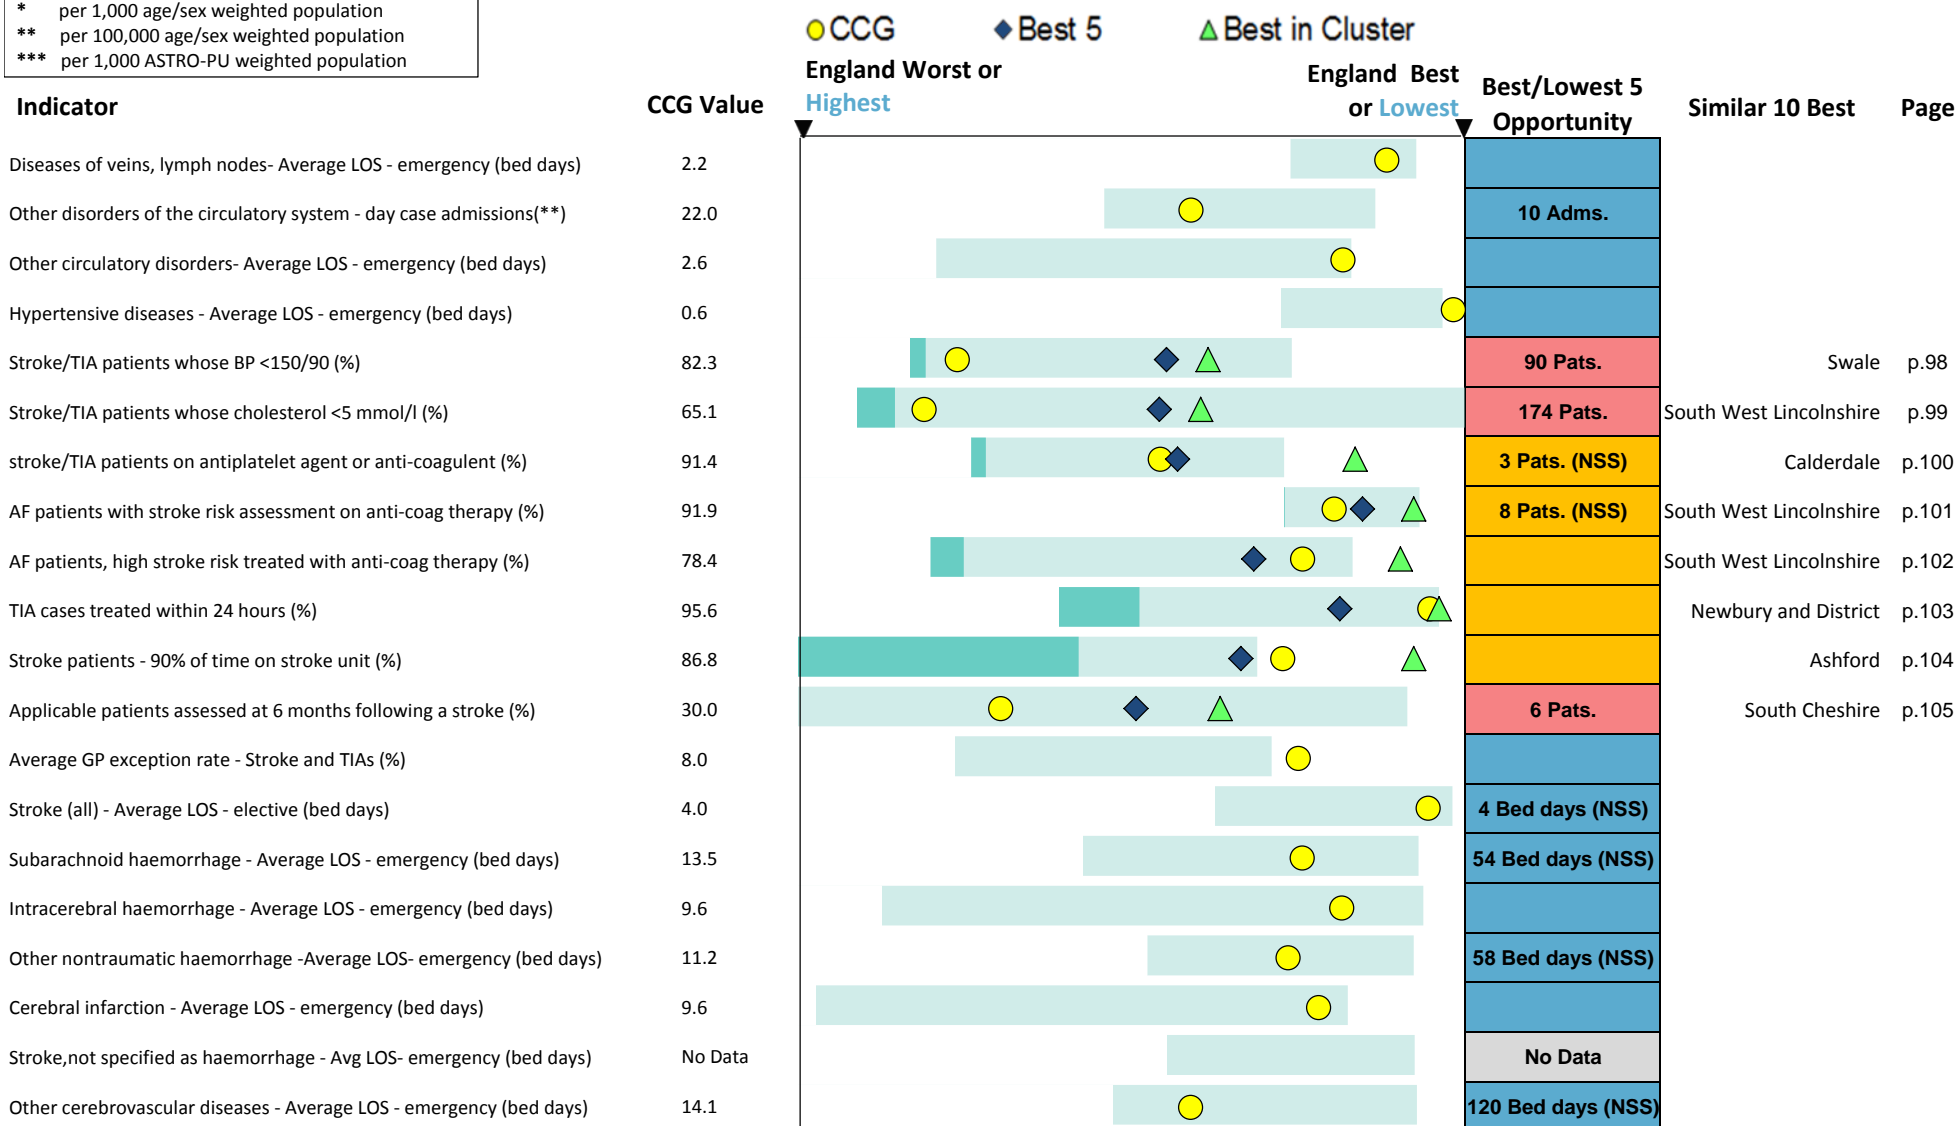 * per 1,000 age/sex weighted population
** per 100,000 age/sex weighted population
*** per 1,000 ASTRO-PU weighted population
CCG Best 5 Best in Cluster
England Worst or Highest
England Best or Lowest
Indicator CCG Value Best/Lowest 5 Opportunity Similar 10 Best Page
Diseases of veins, lymph nodes- Average LOS - emergency (bed days) 2.2
Other disorders of the circulatory system - day case admissions(**) 22.0 10 Adms.
Other circulatory disorders- Average LOS - emergency (bed days) 2.6
Hypertensive diseases - Average LOS - emergency (bed days) 0.6
Stroke/TIA patients whose BP <150/90 (%) 82.3 90 Pats. Swale p.98
Stroke/TIA patients whose cholesterol <5 mmol/l (%) 65.1 174 Pats. South West Lincolnshire p.99
stroke/TIA patients on antiplatelet agent or anti-coagulent (%) 91.4 3 Pats. (NSS) Calderdale p.100
AF patients with stroke risk assessment on anti-coag therapy (%) 91.9 8 Pats. (NSS) South West Lincolnshire p.101
AF patients, high stroke risk treated with anti-coag therapy (%) 78.4 South West Lincolnshire p.102
TIA cases treated within 24 hours (%) 95.6 Newbury and District p.103
Stroke patients - 90% of time on stroke unit (%) 86.8 Ashford p.104
Applicable patients assessed at 6 months following a stroke (%) 30.0 6 Pats. South Cheshire p.105
Average GP exception rate - Stroke and TIAs (%) 8.0
Stroke (all) - Average LOS - elective (bed days) 4.0 4 Bed days (NSS)
Subarachnoid haemorrhage - Average LOS - emergency (bed days) 13.5 54 Bed days (NSS)
Intracerebral haemorrhage - Average LOS - emergency (bed days) 9.6
Other nontraumatic haemorrhage -Average LOS- emergency (bed days) 11.2 58 Bed days (NSS)
Cerebral infarction - Average LOS - emergency (bed days) 9.6
Stroke,not specified as haemorrhage - Avg LOS- emergency (bed days) No Data No Data
Other cerebrovascular diseases - Average LOS - emergency (bed days) 14.1 120 Bed days (NSS)